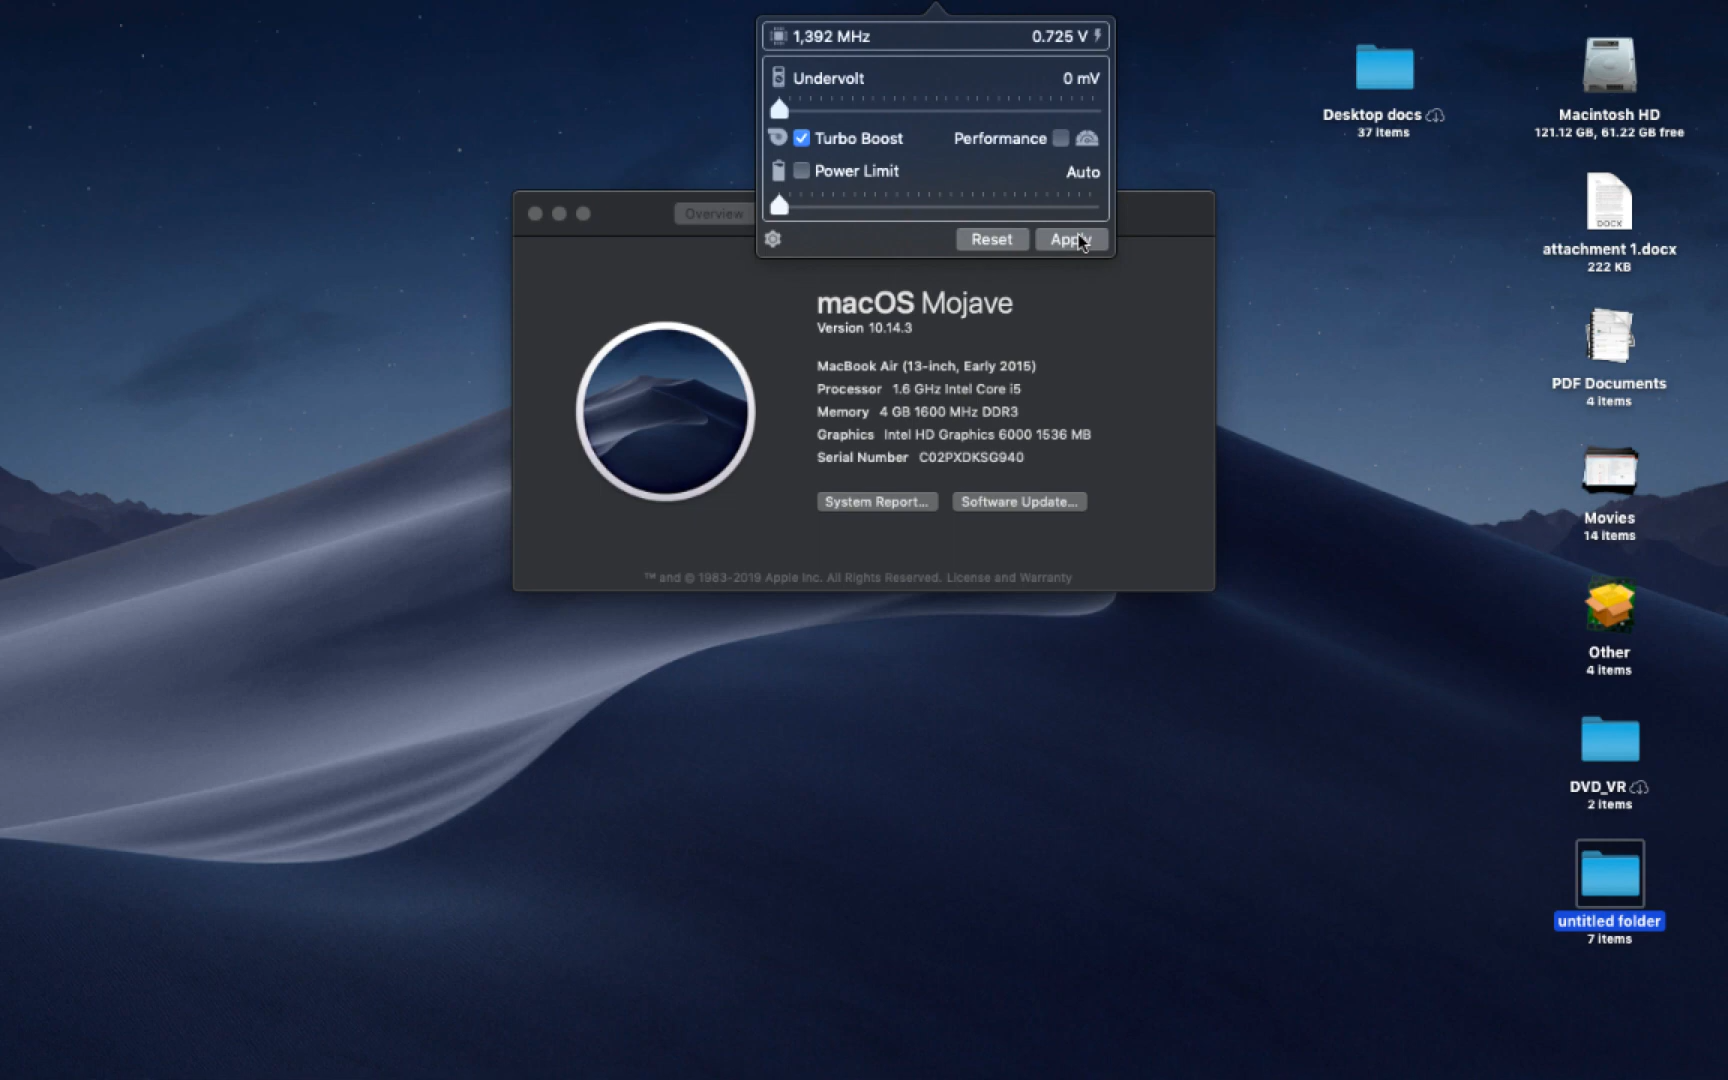 1,392 MHz 0.725 V
Undervolt 0 mV
Turbo Boost Performance
Power Limit Auto
Reset Apply
Overview
macOS Mojave
Version 10.14.3
MacBook Air (13-inch, Early 2015)
Processor 1.6 GHz Intel Core i5
Memory 4 GB 1600 MHz DDR3
Graphics Intel HD Graphics 6000 1536 MB
Serial Number C02PXDKSG940
System Report... Software Update...
™ and © 1983-2019 Apple Inc. All Rights Reserved. License and Warranty
Desktop docs
37 items
Macintosh HD
121.12 GB, 61.22 GB free
DOCX
attachment 1.docx
222 KB
PDF Documents
4 items
Movies
14 items
Other
4 items
DVD_VR
2 items
untitled folder
7 items